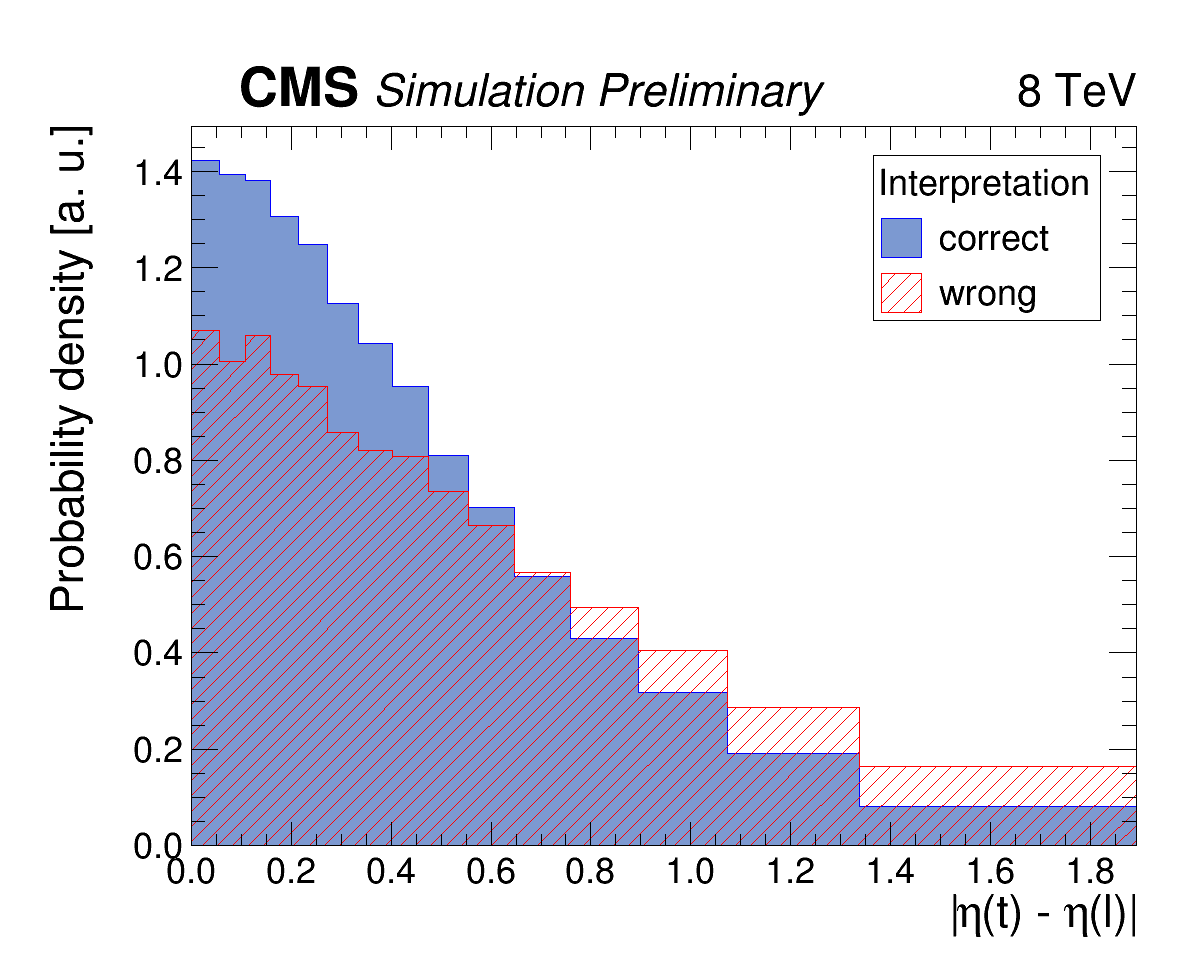 CMS Simulation Preliminary 8 TeV
Probability density [a. u.]
1.4
1.2
1.0
0.8
0.6
0.4
0.2
0.0
Interpretation
correct
wrong
0.0 0.2 0.4 0.6 0.8 1.0 1.2 1.4 1.6 1.8
|η(t) - η(l)|